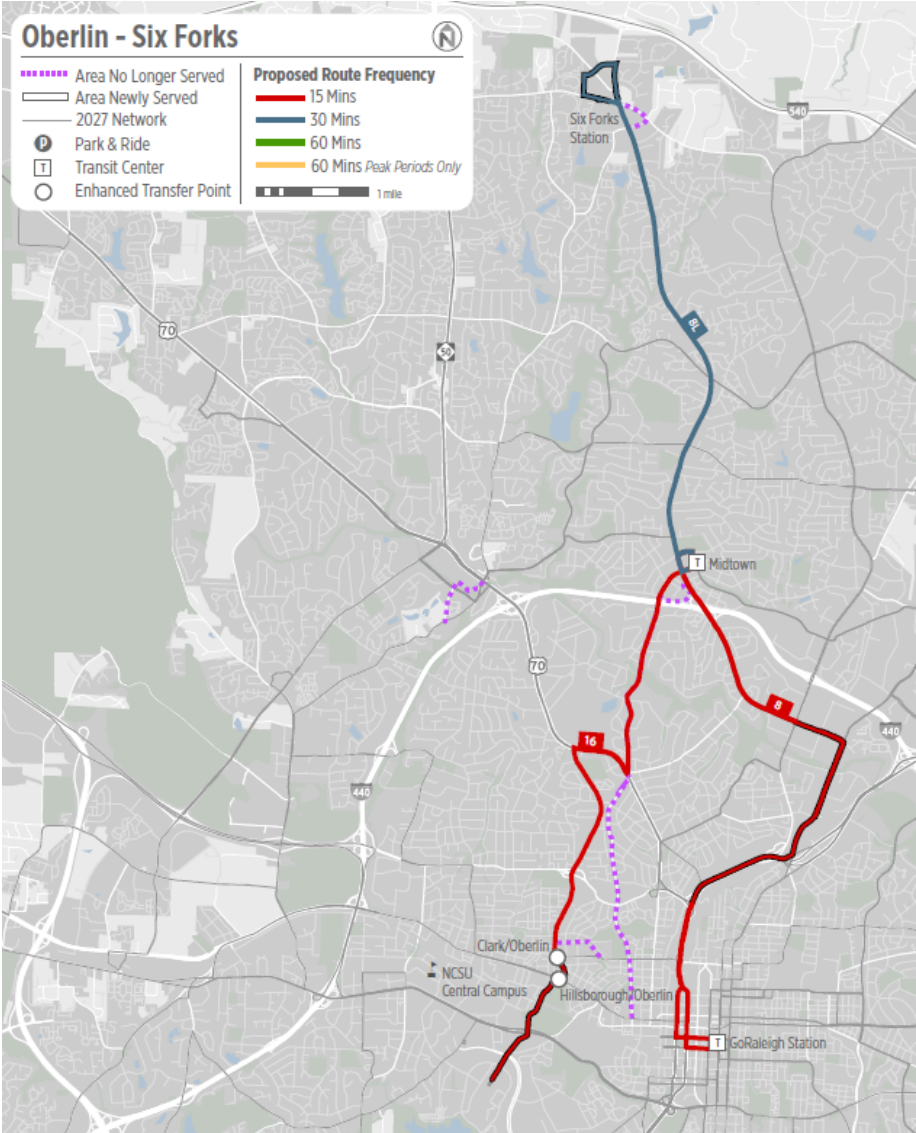 Oberlin - Six Forks
N
Area No Longer Served
Area Newly Served
2027 Network
P Park & Ride
T Transit Center
Enhanced Transfer Point
Proposed Route Frequency
15 Mins
30 Mins
60 Mins
60 Mins Peak Periods Only
1 mile
540
Six Forks
Station
8L
70
50
T Midtown
70
8
16
440
440
Clark/Oberlin
NCSU
Central Campus
Hillsborough/Oberlin
T GoRaleigh Station